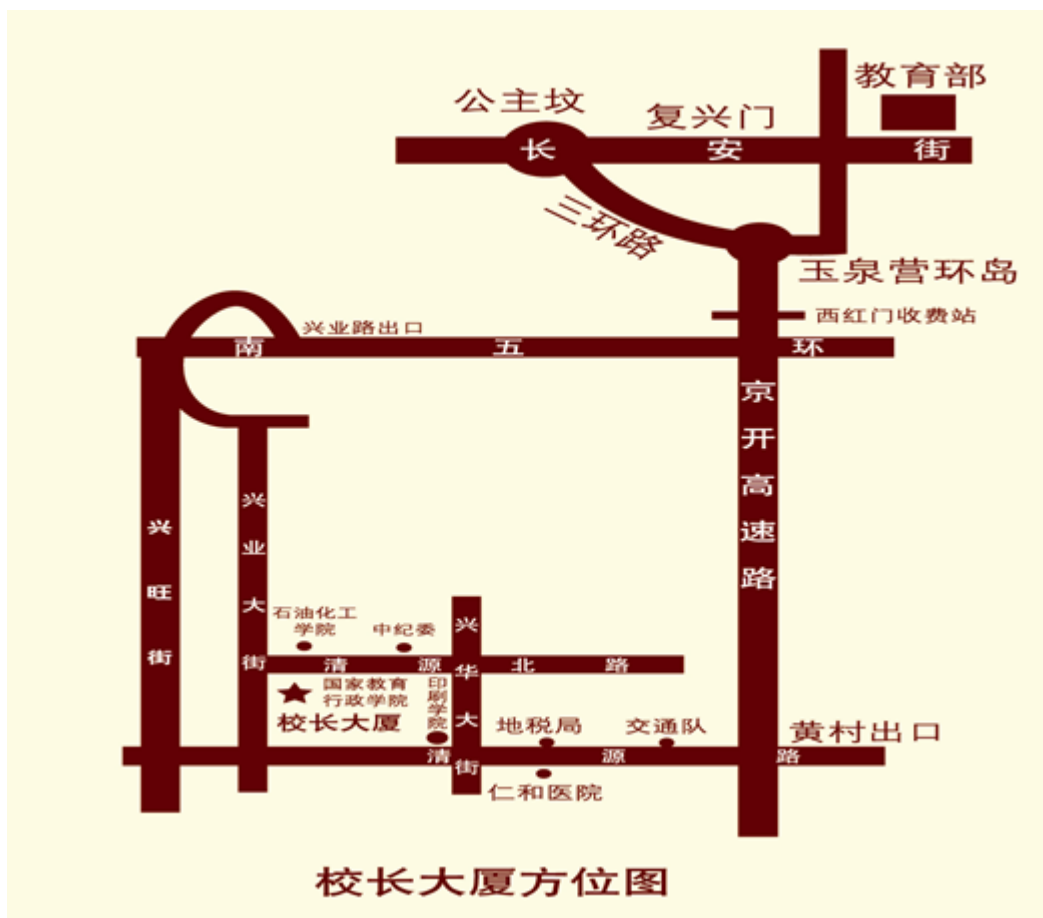 教育部
公主坟
复兴门
长安街
三环路
玉泉营环岛
西红门收费站
兴业路出口
南五环
京开高速路
兴旺街
兴业大街
石油化工
学院
中纪委
兴华大街
清源北路
国家教育
行政学院
印刷学院
校长大厦
地税局
交通队
黄村出口
清源路
仁和医院
校长大厦方位图